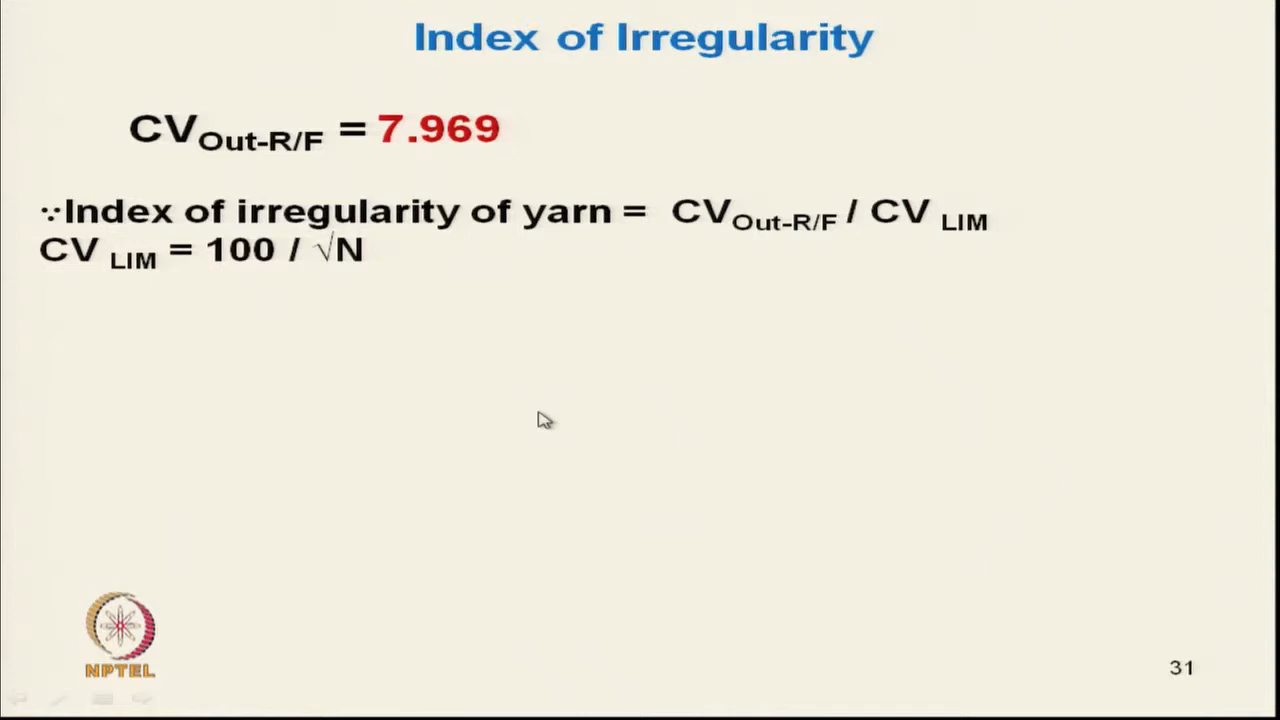 Index of Irregularity
CVOut-R/F = 7.969
∵Index of irregularity of yarn = CVOut-R/F / CV LIM
CV LIM = 100 / √N
NPTEL
31